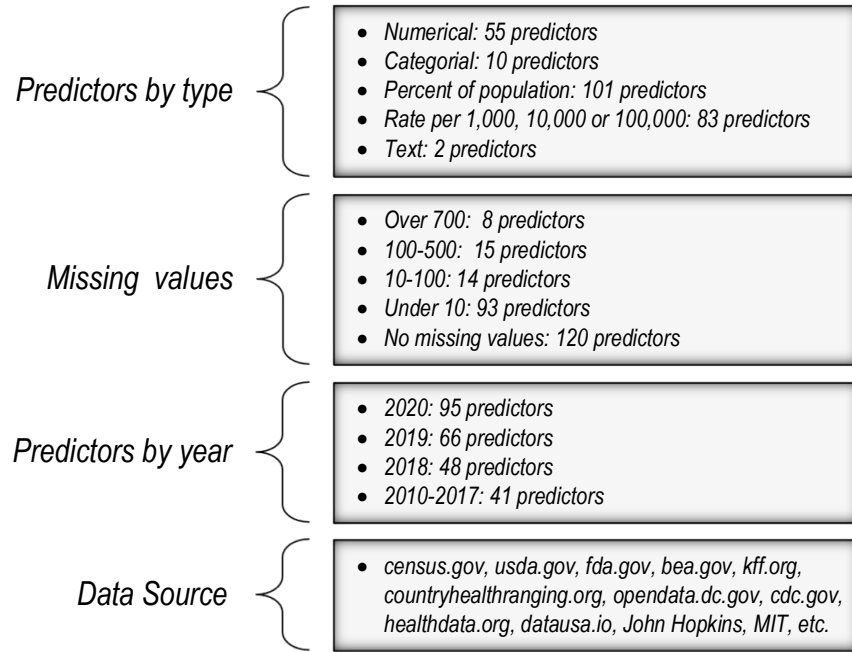 Predictors by type
• Numerical: 55 predictors
• Categorial: 10 predictors
• Percent of population: 101 predictors
• Rate per 1,000, 10,000 or 100,000: 83 predictors
• Text: 2 predictors
Missing values
• Over 700: 8 predictors
• 100-500: 15 predictors
• 10-100: 14 predictors
• Under 10: 93 predictors
• No missing values: 120 predictors
Predictors by year
• 2020: 95 predictors
• 2019: 66 predictors
• 2018: 48 predictors
• 2010-2017: 41 predictors
Data Source
• census.gov, usda.gov, fda.gov, bea.gov, kff.org,
countryhealthranging.org, opendata.dc.gov, cdc.gov,
healthdata.org, datausa.io, John Hopkins, MIT, etc.